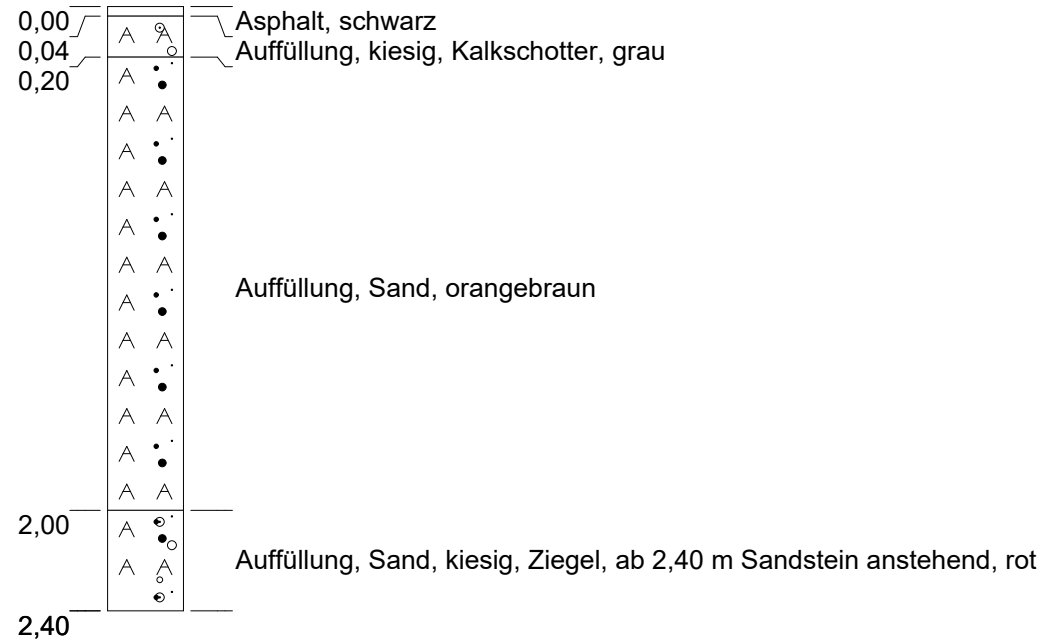 0,00
Asphalt, schwarz
0,04
Auffüllung, kiesig, Kalkschotter, grau
0,20
Auffüllung, Sand, orangebraun
2,00
Auffüllung, Sand, kiesig, Ziegel, ab 2,40 m Sandstein anstehend, rot
2,40